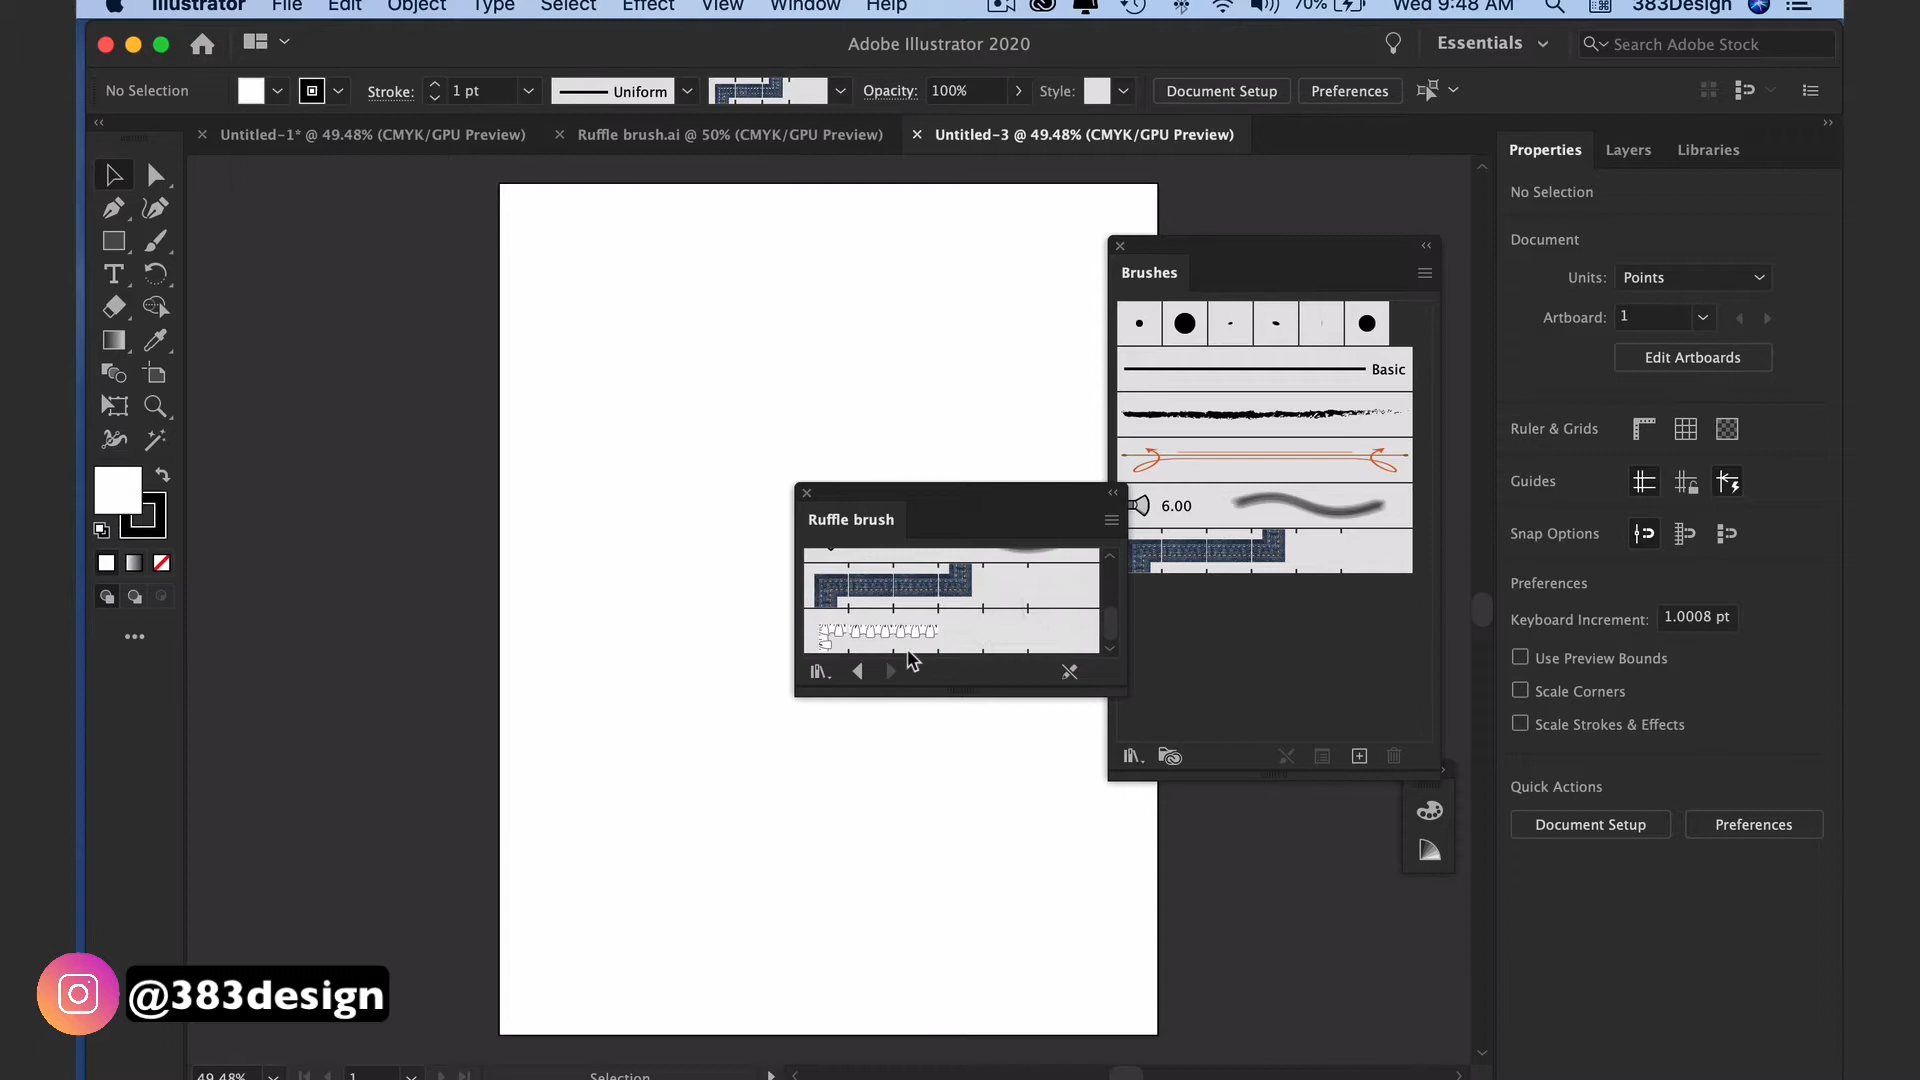 Illustrator File Edit Object Type Select Effect View Window Help 70% Wed 9:48 AM 383Design
Adobe Illustrator 2020
Essentials
Search Adobe Stock
No Selection
Stroke: 1 pt
Uniform
Opacity: 100%
Style:
Document Setup
Preferences
Untitled-1* @ 49.48% (CMYK/GPU Preview)
Ruffle brush.ai @ 50% (CMYK/GPU Preview)
Untitled-3 @ 49.48% (CMYK/GPU Preview)
Properties
Layers
Libraries
No Selection
Document
Units: Points
Artboard: 1
Edit Artboards
Ruler & Grids
Guides
Snap Options
Preferences
Keyboard Increment: 1.0008 pt
Use Preview Bounds
Scale Corners
Scale Strokes & Effects
Quick Actions
Document Setup
Preferences
Brushes
Basic
6.00
Ruffle brush
@383design
49.48%
1
Selection